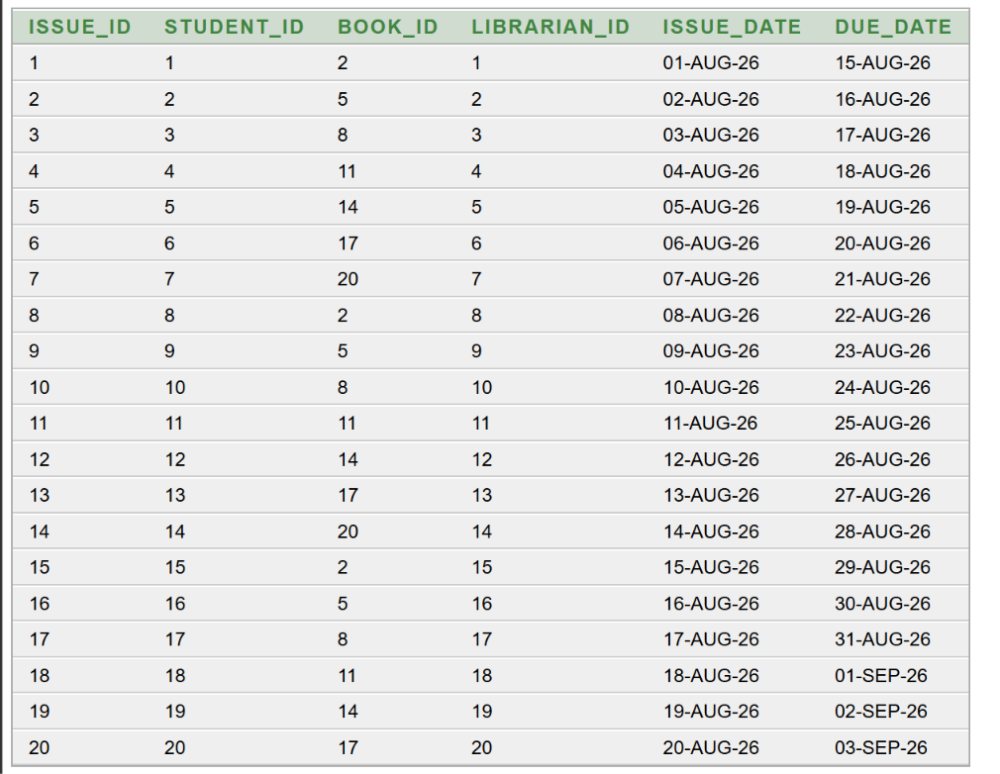 ISSUE_ID STUDENT_ID BOOK_ID LIBRARIAN_ID ISSUE_DATE DUE_DATE
1 1 2 1 01-AUG-26 15-AUG-26
2 2 5 2 02-AUG-26 16-AUG-26
3 3 8 3 03-AUG-26 17-AUG-26
4 4 11 4 04-AUG-26 18-AUG-26
5 5 14 5 05-AUG-26 19-AUG-26
6 6 17 6 06-AUG-26 20-AUG-26
7 7 20 7 07-AUG-26 21-AUG-26
8 8 2 8 08-AUG-26 22-AUG-26
9 9 5 9 09-AUG-26 23-AUG-26
10 10 8 10 10-AUG-26 24-AUG-26
11 11 11 11 11-AUG-26 25-AUG-26
12 12 14 12 12-AUG-26 26-AUG-26
13 13 17 13 13-AUG-26 27-AUG-26
14 14 20 14 14-AUG-26 28-AUG-26
15 15 2 15 15-AUG-26 29-AUG-26
16 16 5 16 16-AUG-26 30-AUG-26
17 17 8 17 17-AUG-26 31-AUG-26
18 18 11 18 18-AUG-26 01-SEP-26
19 19 14 19 19-AUG-26 02-SEP-26
20 20 17 20 20-AUG-26 03-SEP-26